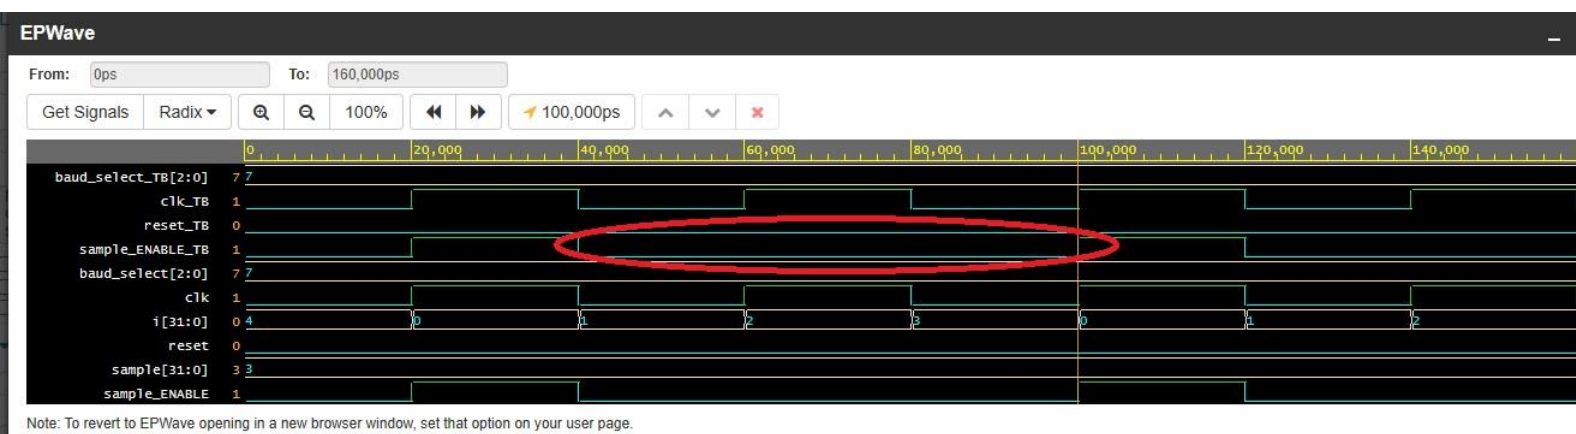 EPWave
From: 0ps To: 160,000ps
Get Signals Radix 100% 100,000ps
0 20,000 40,000 60,000 80,000 100,000 120,000 140,000
baud_select_TB[2:0] 7 7
clk_TB 1
reset_TB 0
sample_ENABLE_TB 1
baud_select[2:0] 7 7
clk 1
i[31:0] 0 4 0 1 2 3 0 1 2
reset 0
sample[31:0] 3 3
sample_ENABLE 1
Note: To revert to EPWave opening in a new browser window, set that option on your user page.